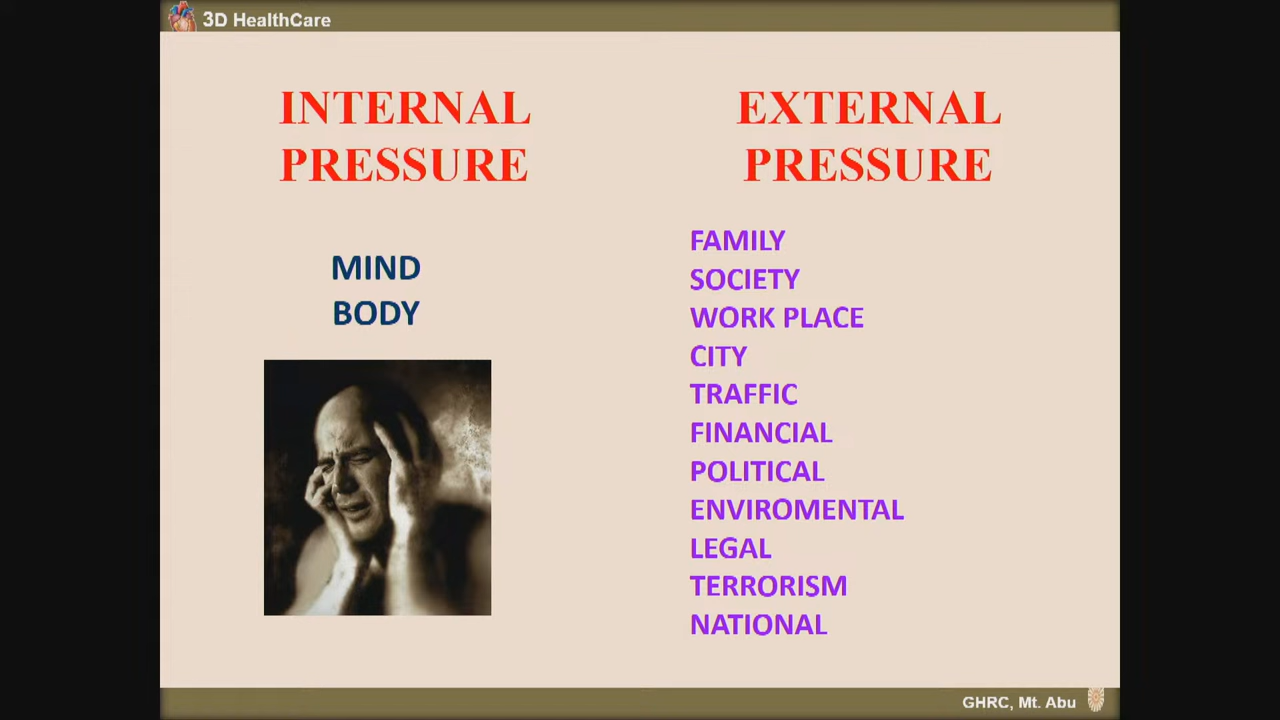 3D HealthCare
INTERNAL
PRESSURE
MIND
BODY
EXTERNAL
PRESSURE
FAMILY
SOCIETY
WORK PLACE
CITY
TRAFFIC
FINANCIAL
POLITICAL
ENVIROMENTAL
LEGAL
TERRORISM
NATIONAL
GHRC, Mt. Abu